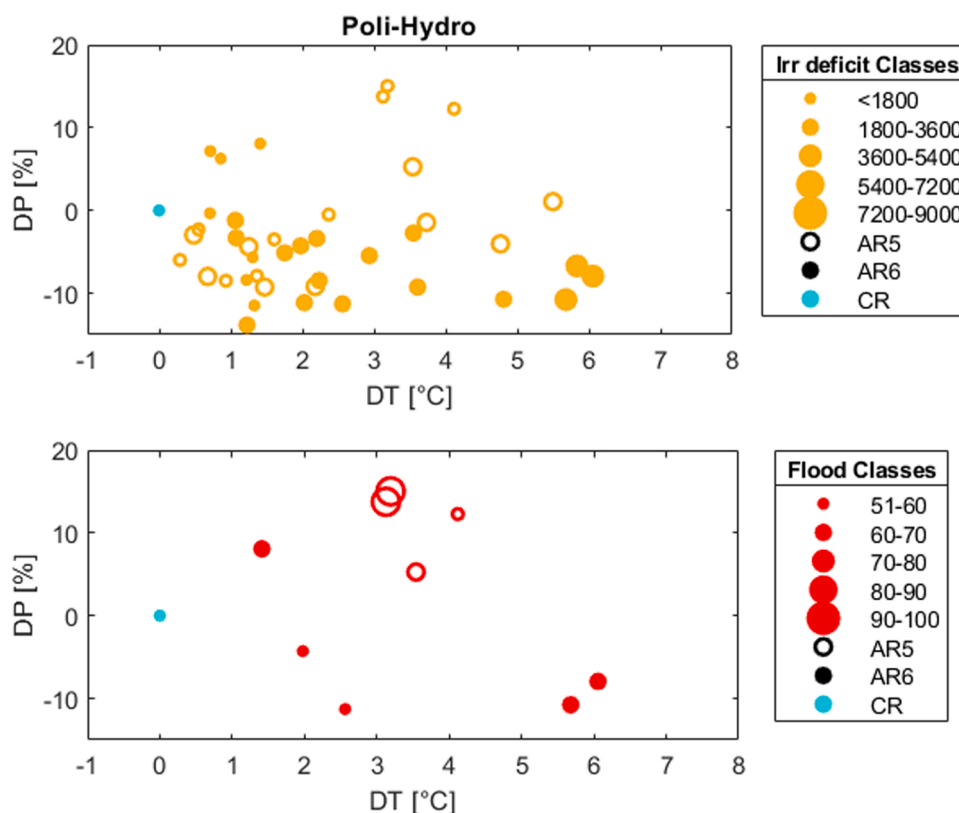 Poli-Hydro
20
10
0
-10
DP [%]
-1 0 1 2 3 4 5 6 7 8
DT [°C]
Irr deficit Classes
<1800
1800-3600
3600-5400
5400-7200
7200-9000
AR5
AR6
CR
20
10
0
-10
DP [%]
-1 0 1 2 3 4 5 6 7 8
DT [°C]
Flood Classes
51-60
60-70
70-80
80-90
90-100
AR5
AR6
CR